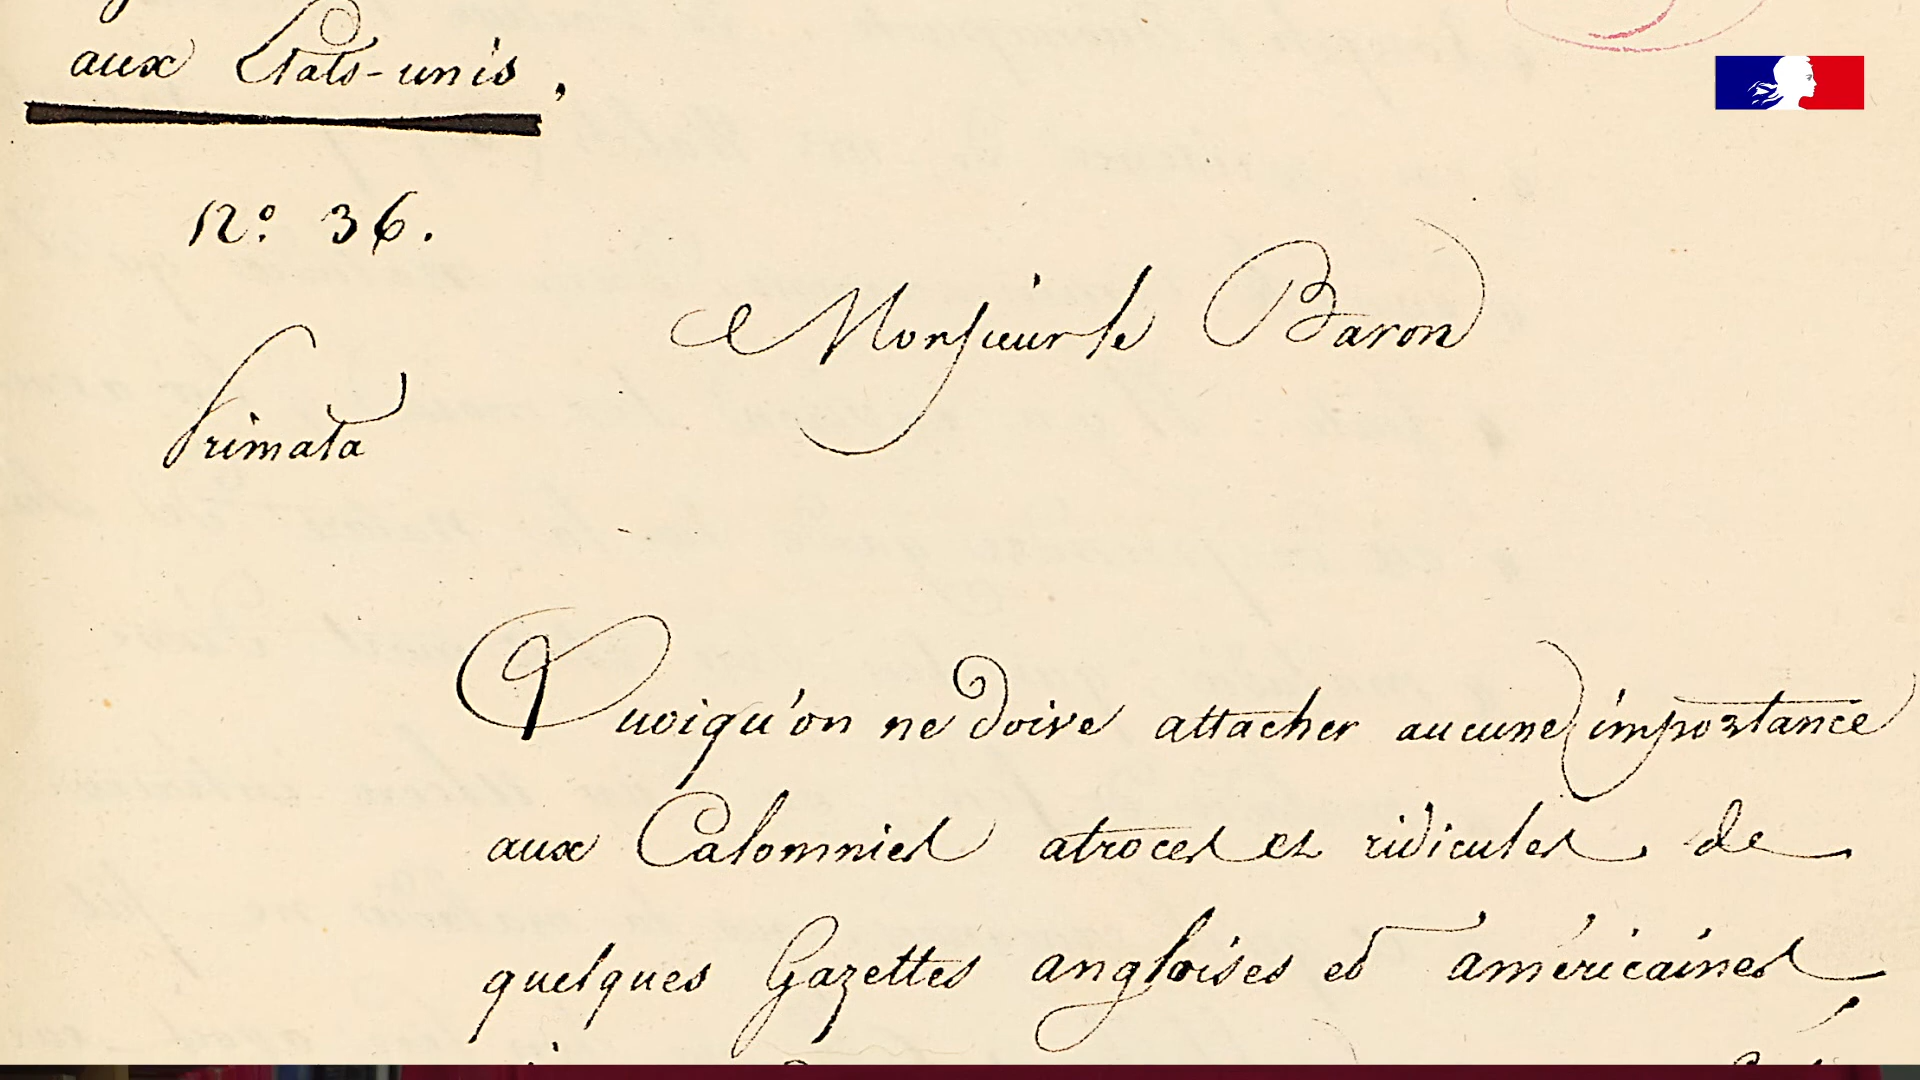 aux Etats-unis,
N.º 36.
Monsieur le Baron
Primata
Quoiqu'on ne doive attacher aucune importance
aux Calomnies atroces et ridicules de
quelques Gazettes angloises et américaines,